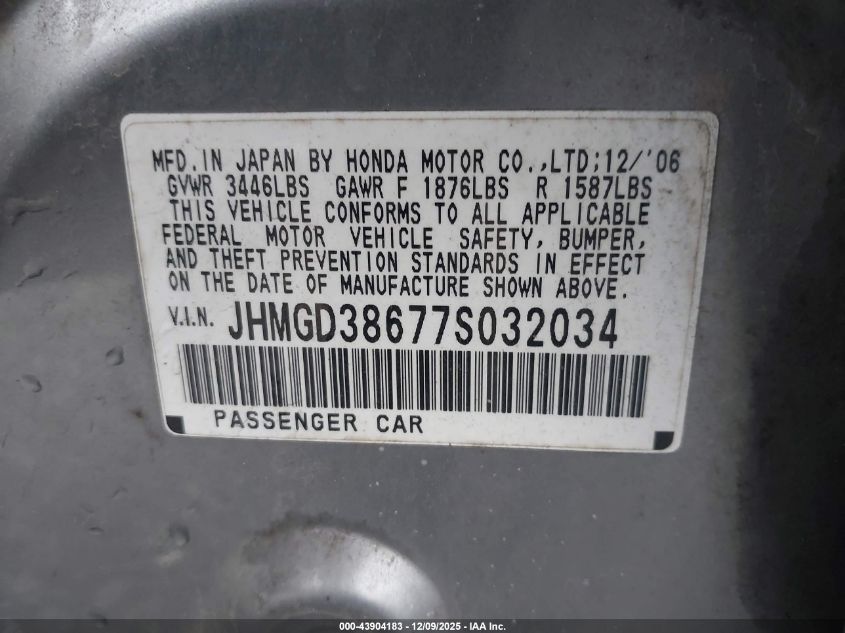 MFD. IN JAPAN BY HONDA MOTOR CO.,LTD;12/'06
GVWR 3446LBS GAWR F 1876LBS R 1587LBS
THIS VEHICLE CONFORMS TO ALL APPLICABLE
FEDERAL MOTOR VEHICLE SAFETY, BUMPER,
AND THEFT PREVENTION STANDARDS IN EFFECT
ON THE DATE OF MANUFACTURE SHOWN ABOVE.
V.I.N. JHMGD38677S032034
PASSENGER CAR
000-43904183 - 12/09/2025 - IAA Inc.